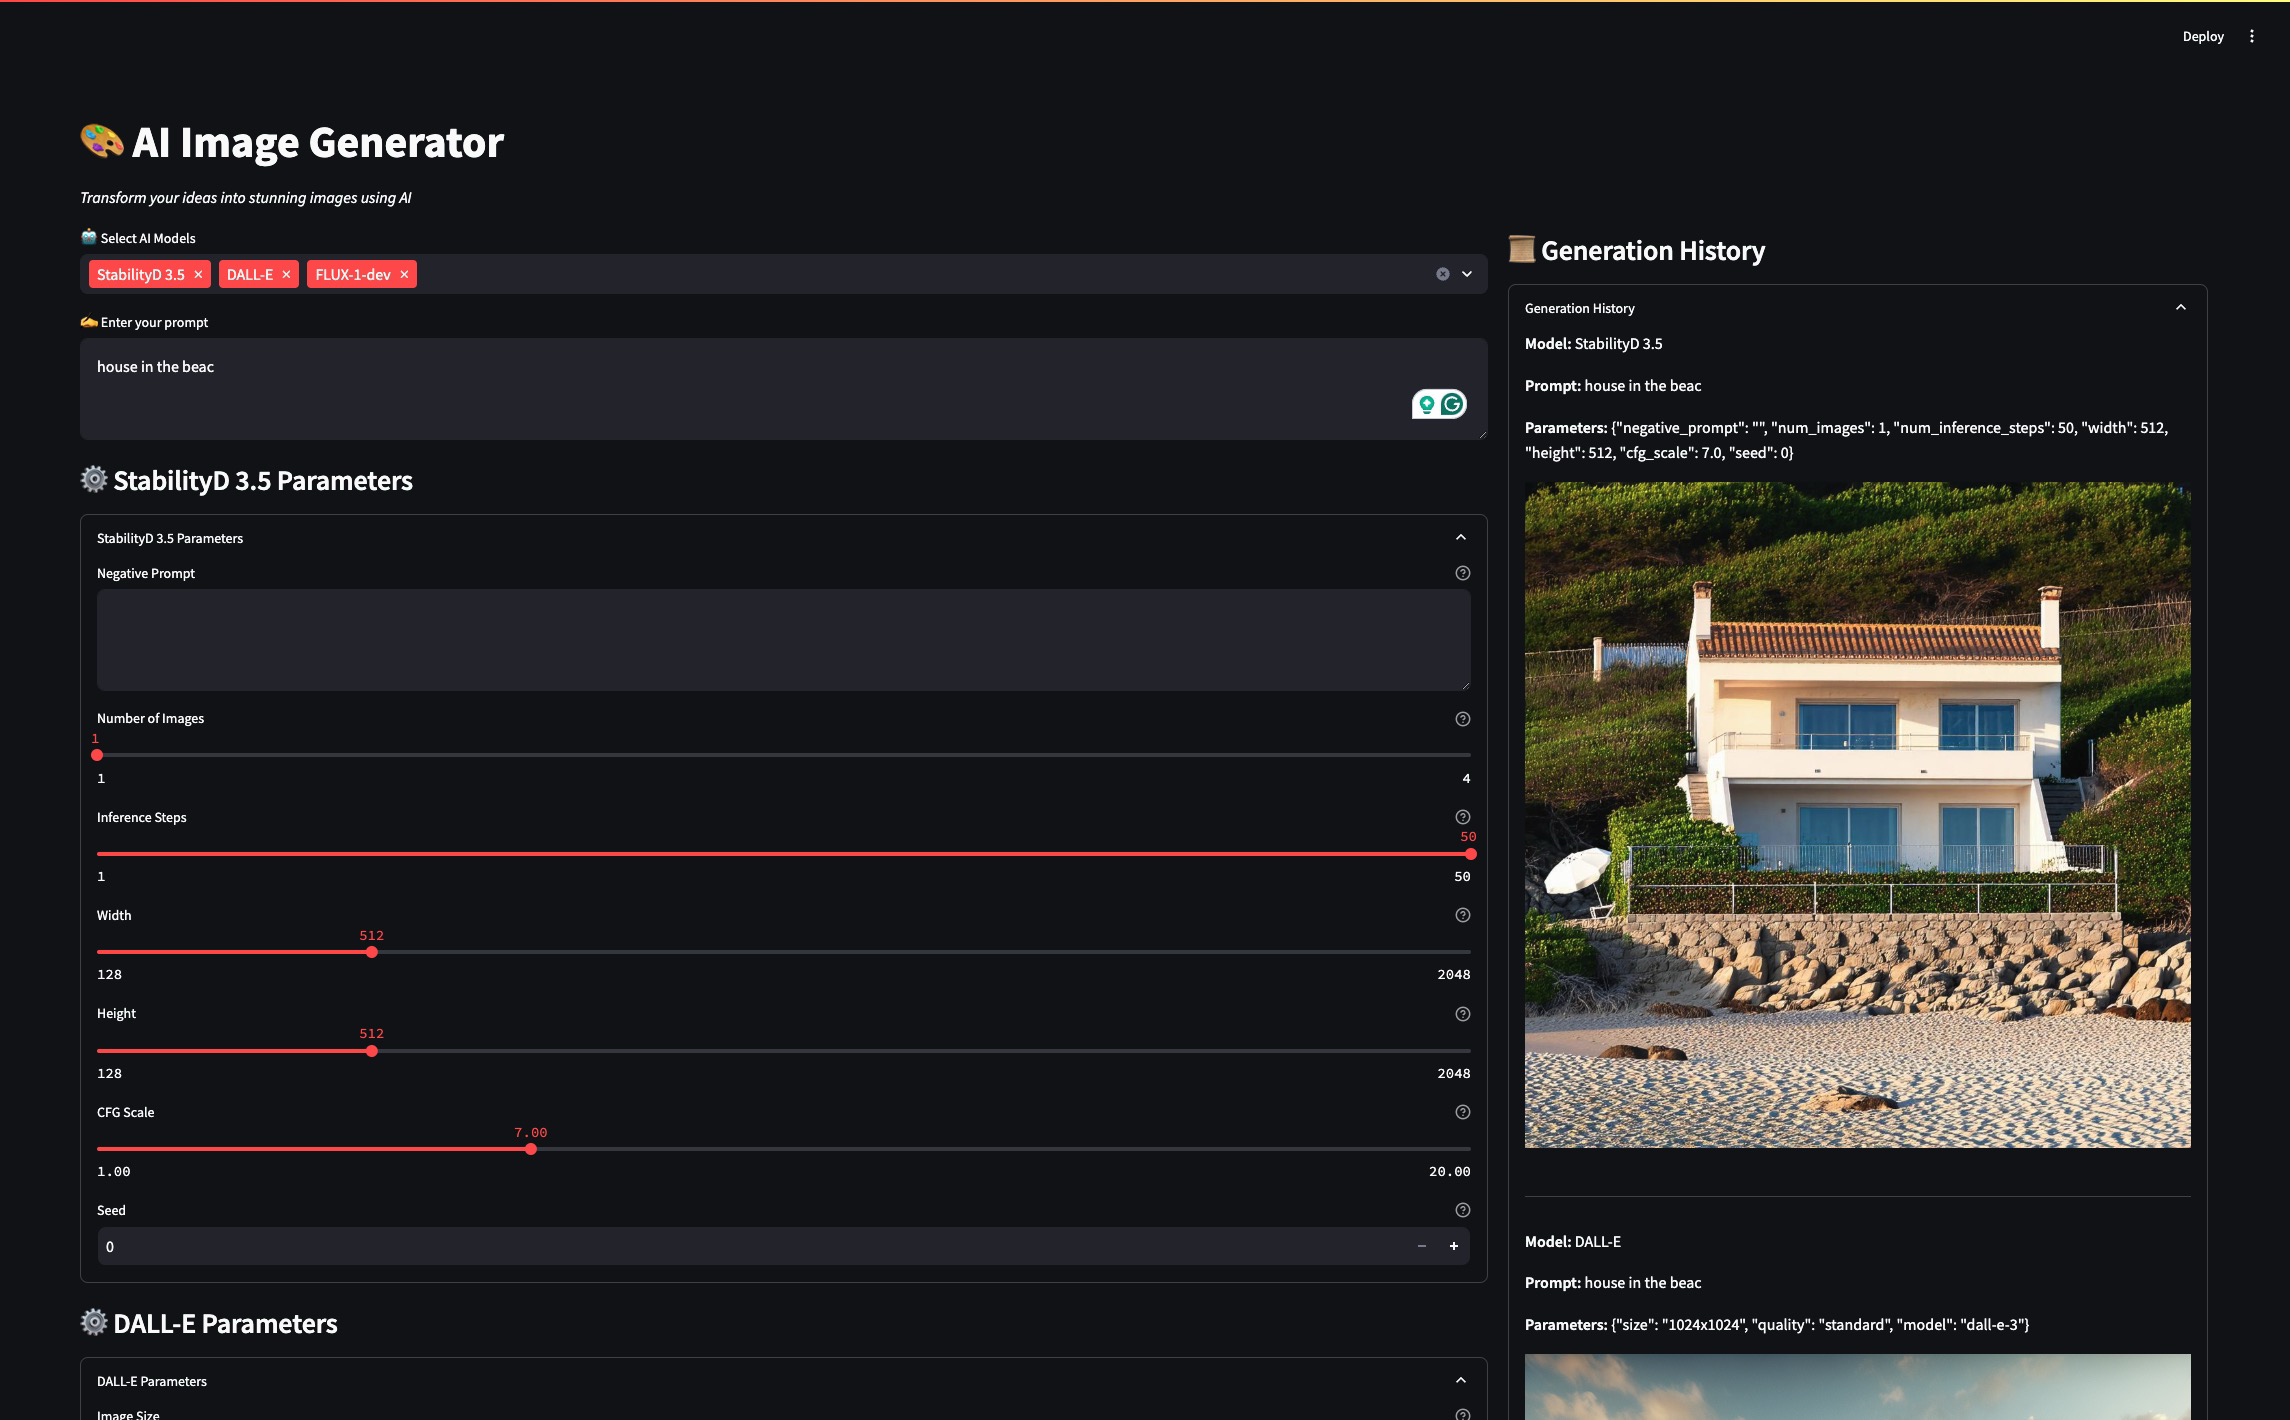 Deploy
AI Image Generator
Transform your ideas into stunning images using AI
Select AI Models
StabilityD 3.5
DALL-E
FLUX-1-dev
Enter your prompt
house in the beac
StabilityD 3.5 Parameters
StabilityD 3.5 Parameters
Negative Prompt
Number of Images
1
1
4
Inference Steps
50
1
50
Width
512
128
2048
Height
512
128
2048
CFG Scale
7.00
1.00
20.00
Seed
0
DALL-E Parameters
DALL-E Parameters
Image Size
Generation History
Generation History
Model: StabilityD 3.5
Prompt: house in the beac
Parameters: {"negative_prompt": "", "num_images": 1, "num_inference_steps": 50, "width": 512,
"height": 512, "cfg_scale": 7.0, "seed": 0}
Model: DALL-E
Prompt: house in the beac
Parameters: {"size": "1024x1024", "quality": "standard", "model": "dall-e-3"}